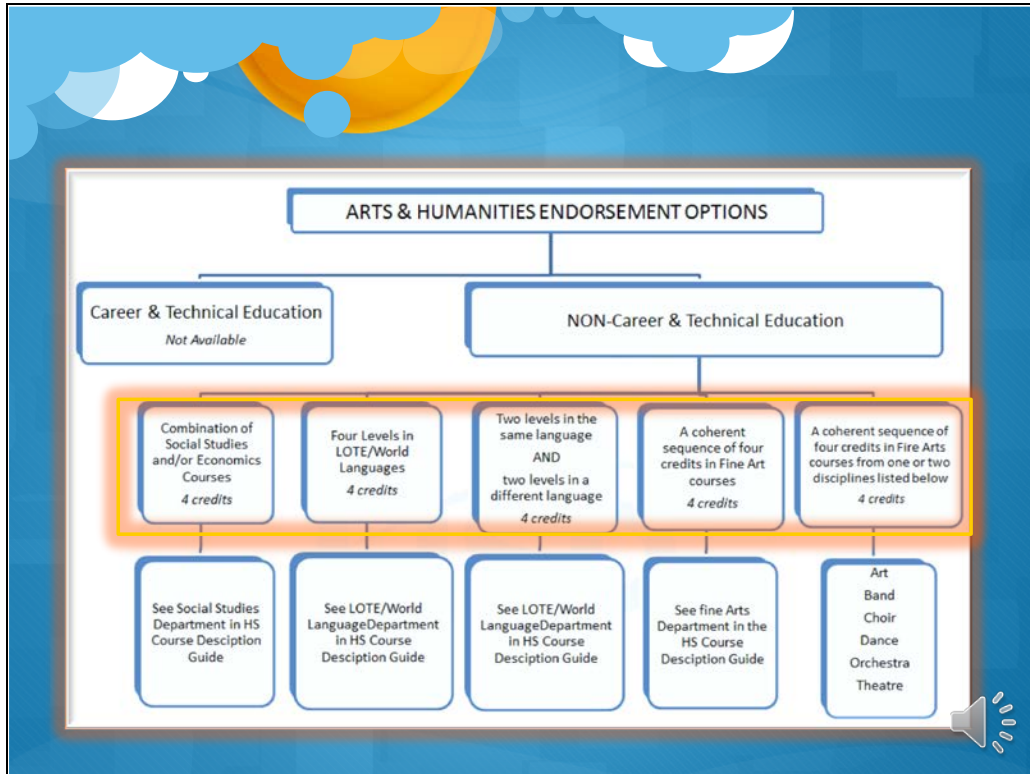 ARTS & HUMANITIES ENDORSEMENT OPTIONS
Career & Technical Education
Not Available
NON-Career & Technical Education
Combination of
Social Studies
and/or Economics
Courses
4 credits
Four Levels in
LOTE/World
Languages
4 credits
Two levels in the
same language
AND
two levels in a
different language
4 credits
A coherent
sequence of four
credits in Fine Art
courses
4 credits
A coherent sequence of
four credits in Fire Arts
courses from one or two
disciplines listed below
4 credits
See Social Studies
Department in HS
Course Desciption
Guide
See LOTE/World
LanguageDepartment
in HS Course
Desciption Guide
See LOTE/World
LanguageDepartment
in HS Course
Desciption Guide
See fine Arts
Department in the
HS Course
Desciption Guide
Art
Band
Choir
Dance
Orchestra
Theatre